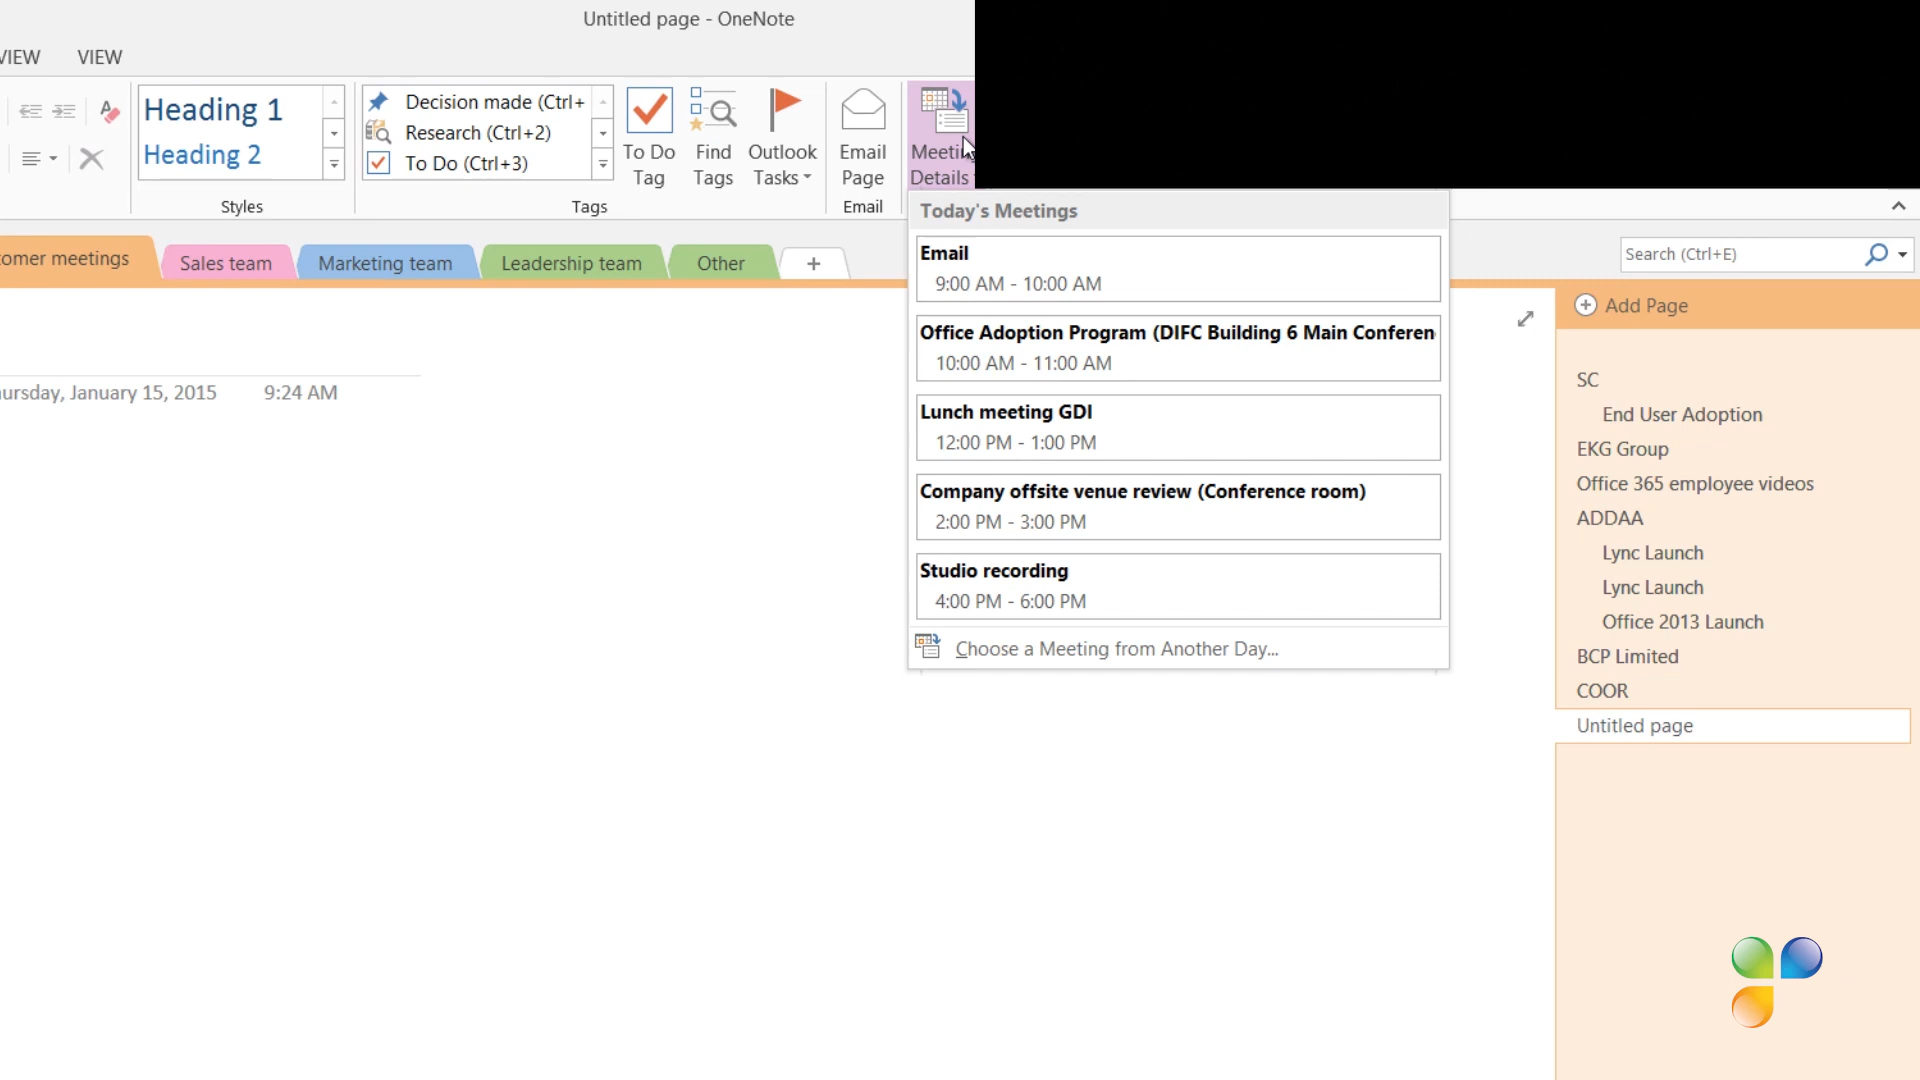 Untitled page - OneNote
VIEW
VIEW
Heading 1
Heading 2
Styles
Decision made (Ctrl+
Research (Ctrl+2)
To Do (Ctrl+3)
Tags
To Do
Tag
Find
Tags
Outlook
Tasks
Email
Page
Email
Details
Today's Meetings
Email
9:00 AM - 10:00 AM
Office Adoption Program (DIFC Building 6 Main Conferen
10:00 AM - 11:00 AM
Lunch meeting GDI
12:00 PM - 1:00 PM
Company offsite venue review (Conference room)
2:00 PM - 3:00 PM
Studio recording
4:00 PM - 6:00 PM
Choose a Meeting from Another Day...
omer meetings
Sales team
Marketing team
Leadership team
Other
+
Search (Ctrl+E)
ursday, January 15, 2015 9:24 AM
Add Page
SC
End User Adoption
EKG Group
Office 365 employee videos
ADDAA
Lync Launch
Lync Launch
Office 2013 Launch
BCP Limited
COOR
Untitled page